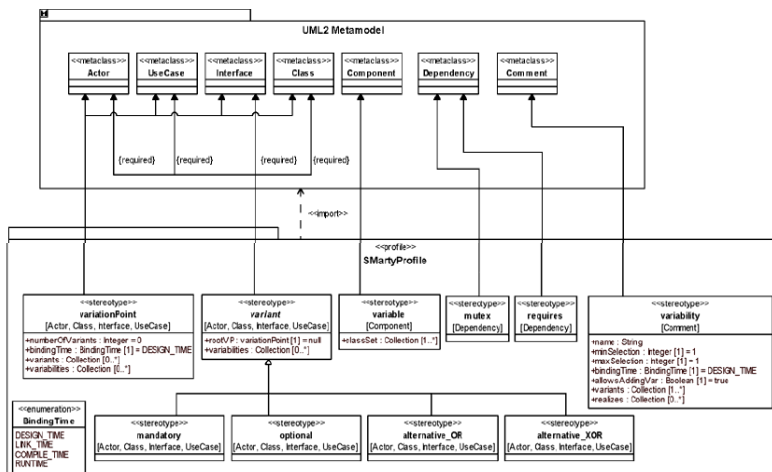 UML2 Metamodel
<<metaclass>>
Actor
<<metaclass>>
UseCase
<<metaclass>>
Interface
<<metaclass>>
Class
<<metaclass>>
Component
<<metaclass>>
Dependency
<<metaclass>>
Comment
{required}
{required}
{required}
{required}
<<import>>
<<profile>>
SMartyProfile
<<stereotype>>
variationPoint
[Actor, Class, Interface, UseCase]
+numberOfVariants : Integer = 0
+bindingTime : BindingTime [1] = DESIGN_TIME
+variants : Collection [0..*]
+variabilities : Collection [0..*]
<<stereotype>>
variant
[Actor, Class, Interface, UseCase]
+rootVP : variationPoint [1] = null
+variabilities : Collection [0..*]
<<stereotype>>
variable
[Component]
+classSet : Collection [1..*]
<<stereotype>>
mutex
[Dependency]
<<stereotype>>
requires
[Dependency]
<<stereotype>>
variability
[Comment]
+name : String
+minSelection : Integer [1] = 1
+maxSelection : Integer [1] = 1
+bindingTime : BindingTime [1] = DESIGN_TIME
+allowsAddingVar : Boolean [1] = true
+variants : Collection [1..*]
+realizes : Collection [0..*]
<<enumeration>>
BindingTime
DESIGN_TIME
LINK_TIME
COMPILE_TIME
RUNTIME
<<stereotype>>
mandatory
[Actor, Class, Interface, UseCase]
<<stereotype>>
optional
[Actor, Class, Interface, UseCase]
<<stereotype>>
alternative_OR
[Actor, Class, Interface, UseCase]
<<stereotype>>
alternative_XOR
[Actor, Class, Interface, UseCase]